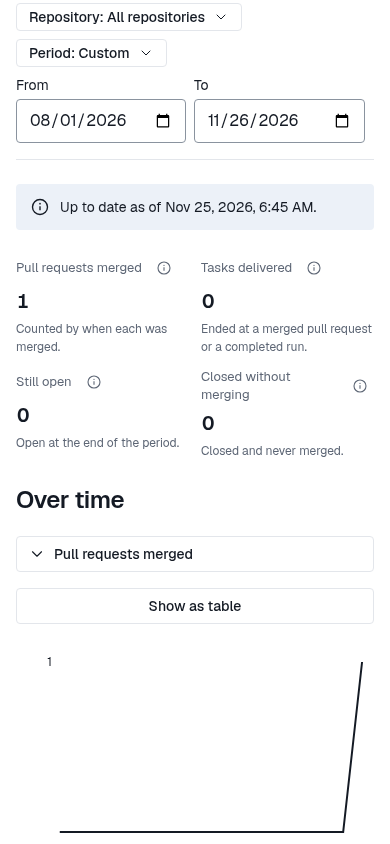 Repository: All repositories
Period: Custom
From
To
08/01/2026
11/26/2026
Up to date as of Nov 25, 2026, 6:45 AM.
Pull requests merged
1
Counted by when each was
merged.
Tasks delivered
0
Ended at a merged pull request
or a completed run.
Still open
0
Open at the end of the period.
Closed without
merging
0
Closed and never merged.
Over time
Pull requests merged
Show as table
1